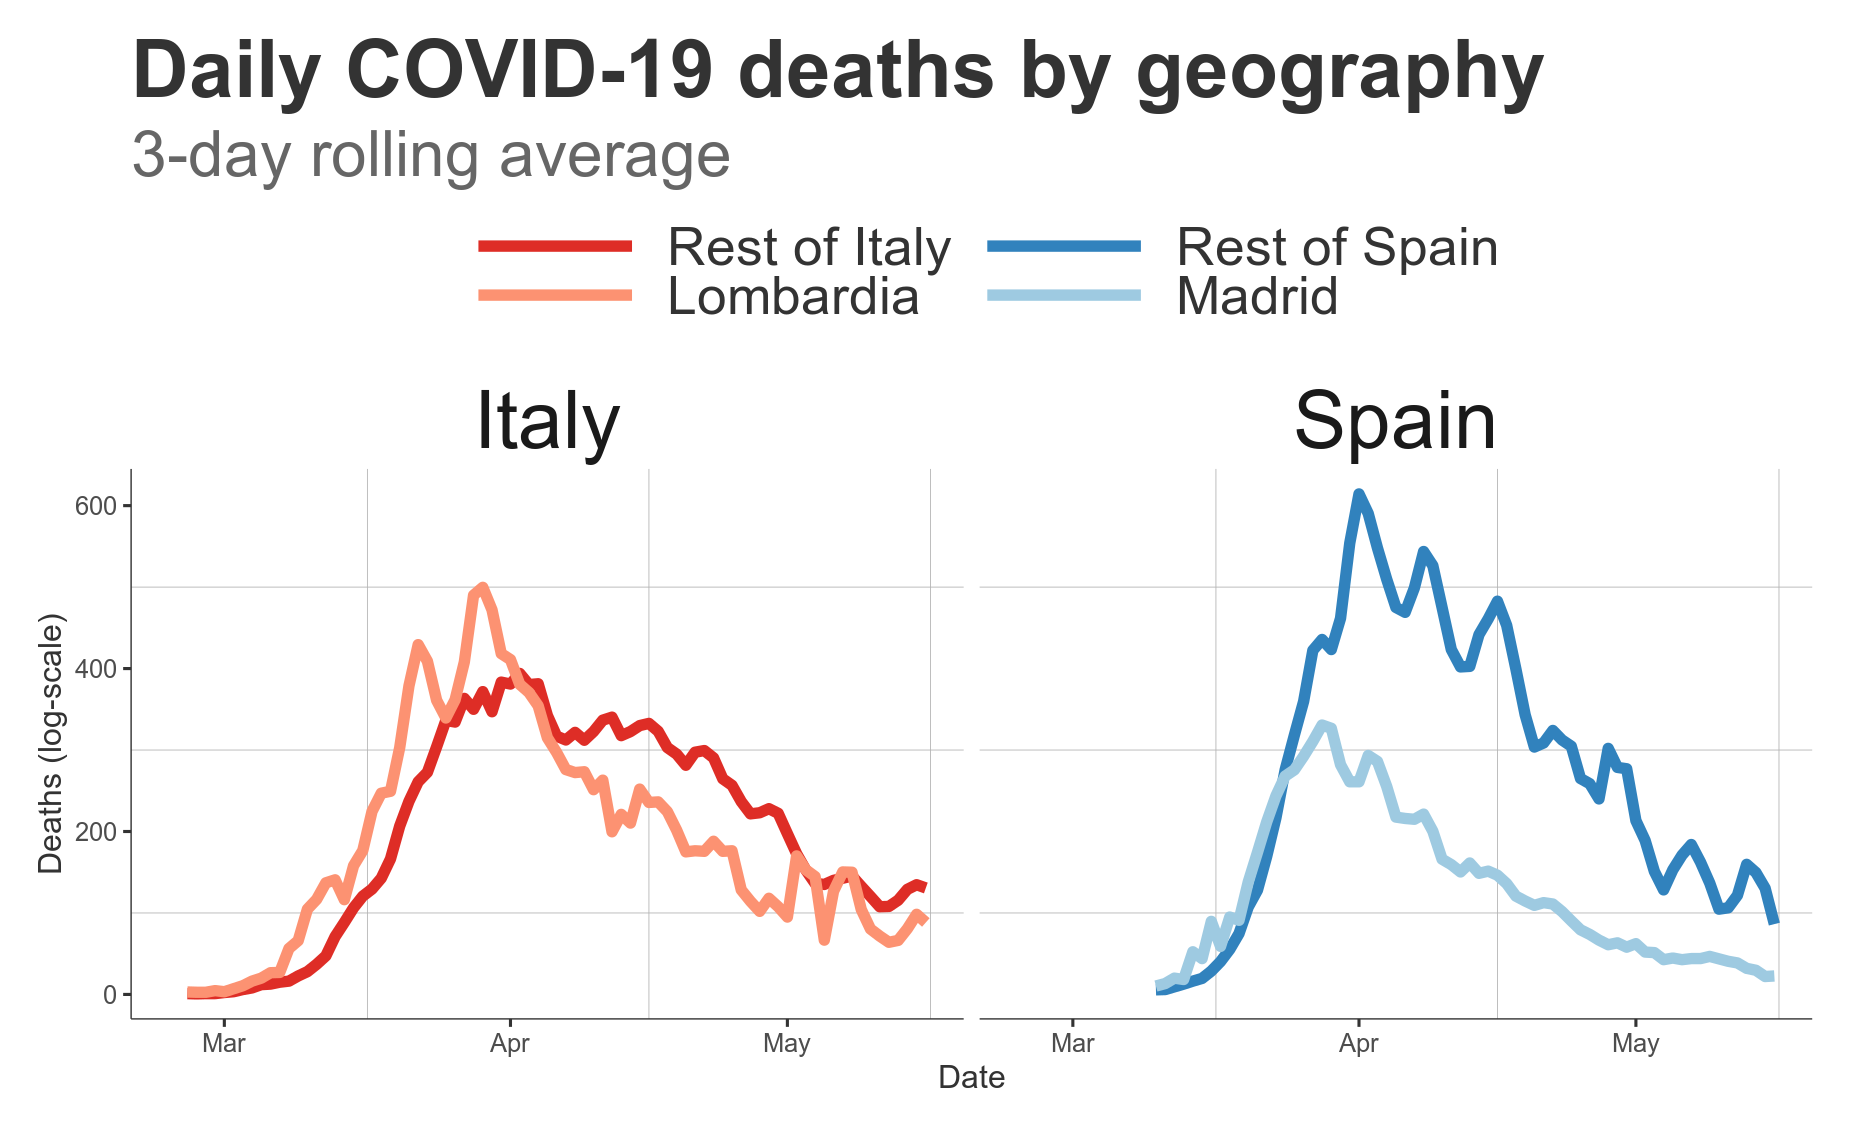 Daily COVID-19 deaths by geography
3-day rolling average
Rest of Italy
Rest of Spain
Lombardia
Madrid
Italy
Spain
600
400
200
0
Deaths (log-scale)
Mar
Apr
May
Mar
Apr
May
Date